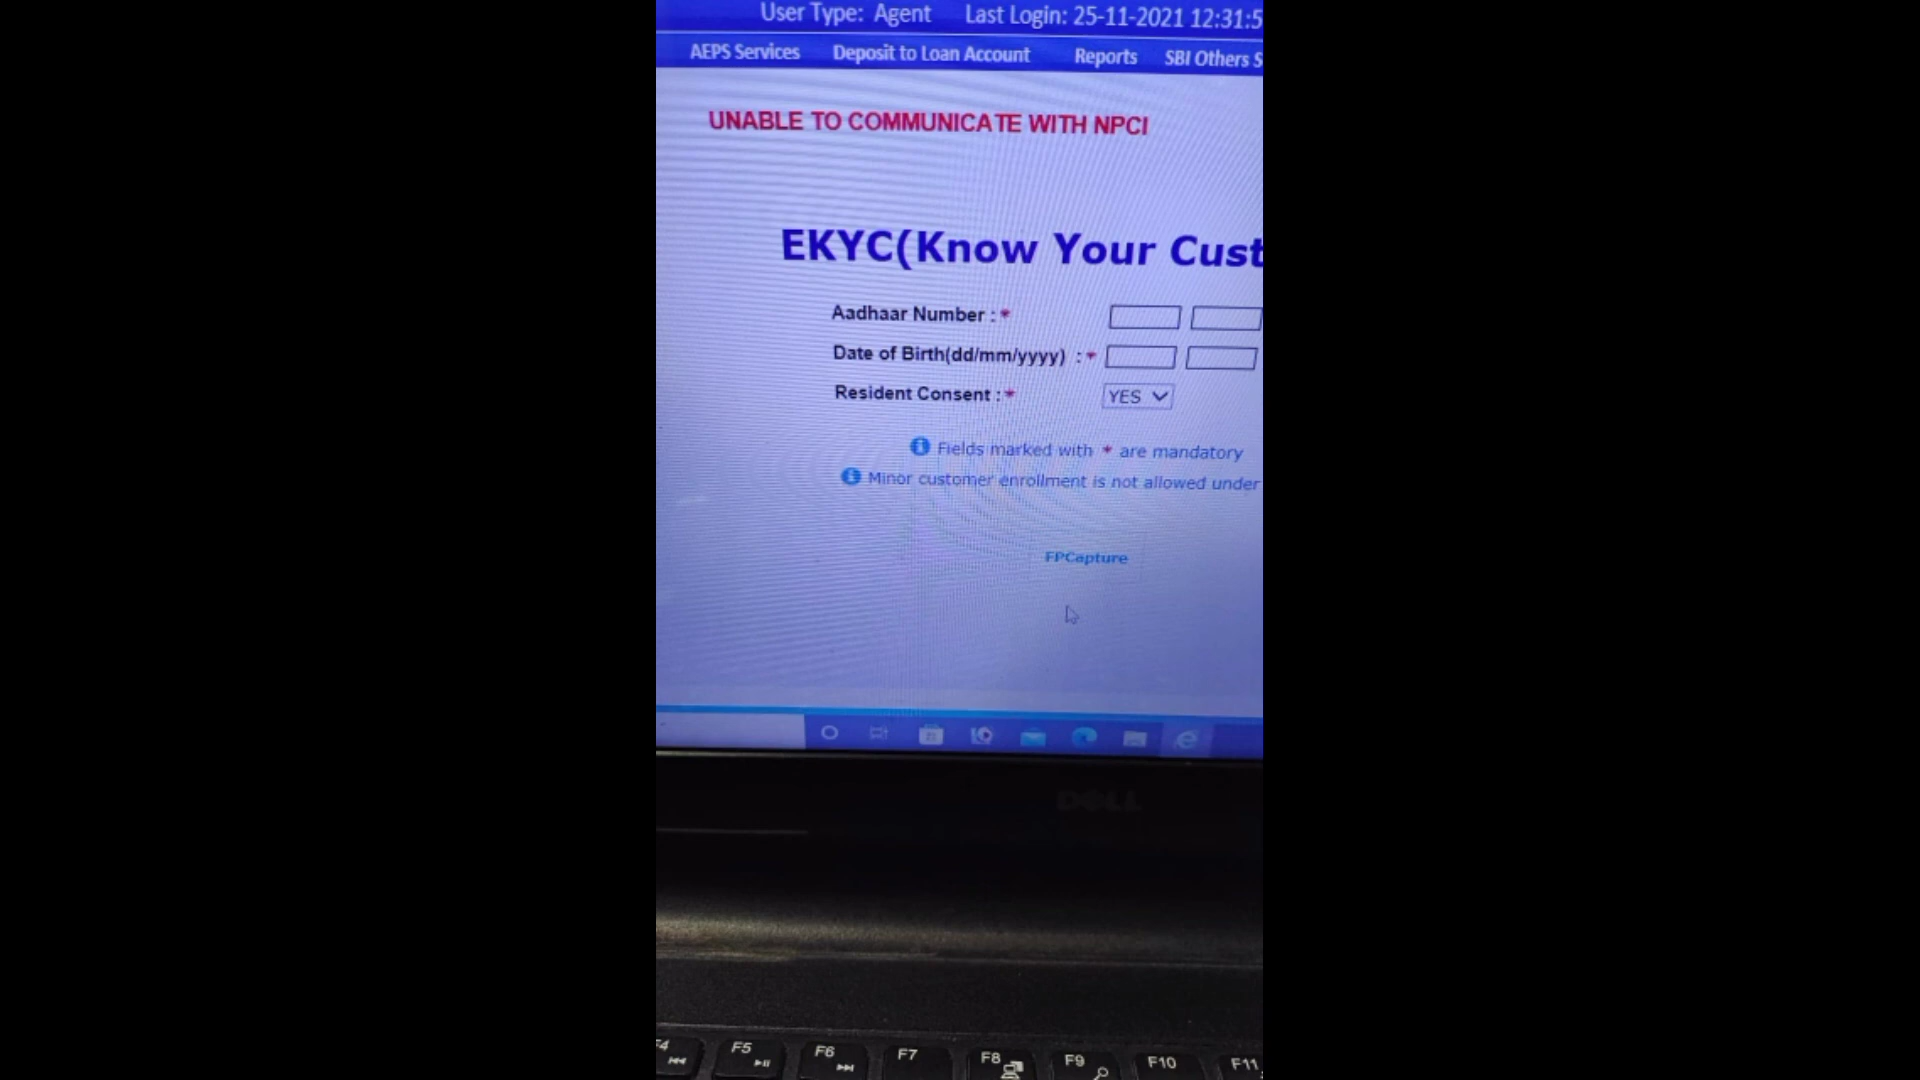 User Type: Agent Last Login: 25-11-2021 12:31:5
AEPS Services Deposit to Loan Account Reports SBI Others S
UNABLE TO COMMUNICATE WITH NPCI
EKYC(Know Your Cust
Aadhaar Number : *
Date of Birth(dd/mm/yyyy) : *
Resident Consent : * YES
Fields marked with * are mandatory
Minor customer enrollment is not allowed under
FPCapture
DELL
F4 F5 F6 F7 F8 F9 F10 F11